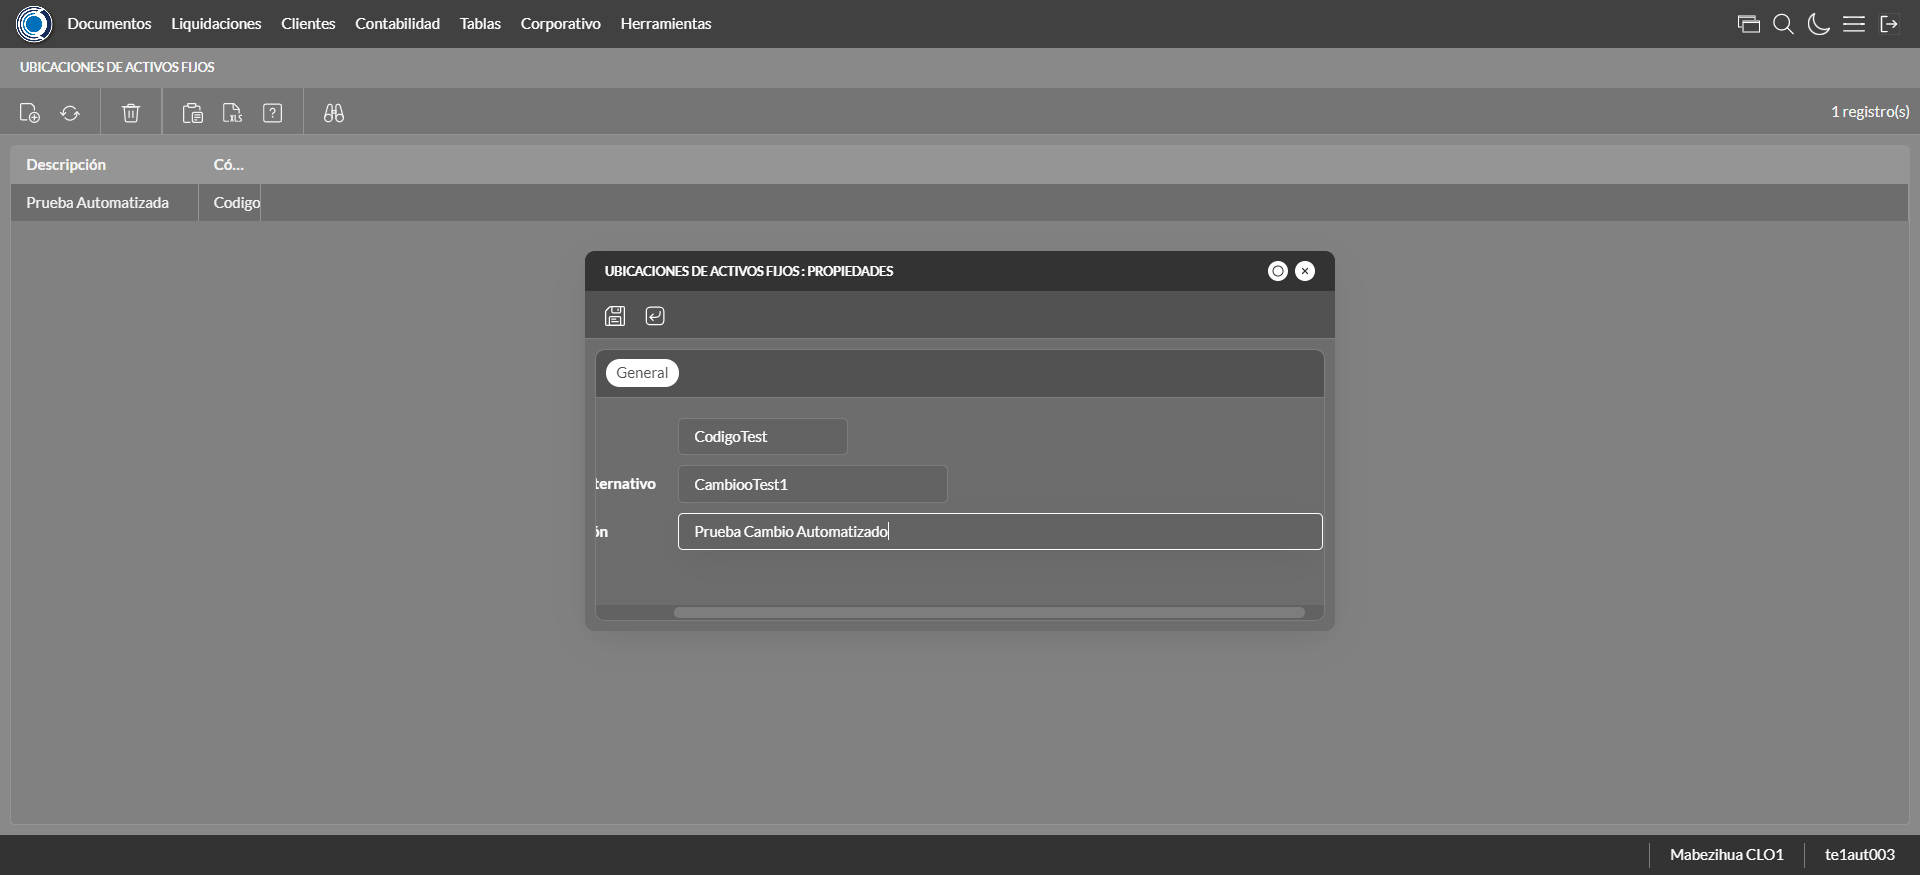 Documentos Liquidaciones Clientes Contabilidad Tablas Corporativo Herramientas
UBICACIONES DE ACTIVOS FIJOS
XLS ? 1 registro(s)
Descripción Có...
Prueba Automatizada Codigo
UBICACIONES DE ACTIVOS FIJOS : PROPIEDADES
General
CodigoTest
ternativo CambiooTest1
ón Prueba Cambio Automatizado
Mabezihua CLO1 te1aut003